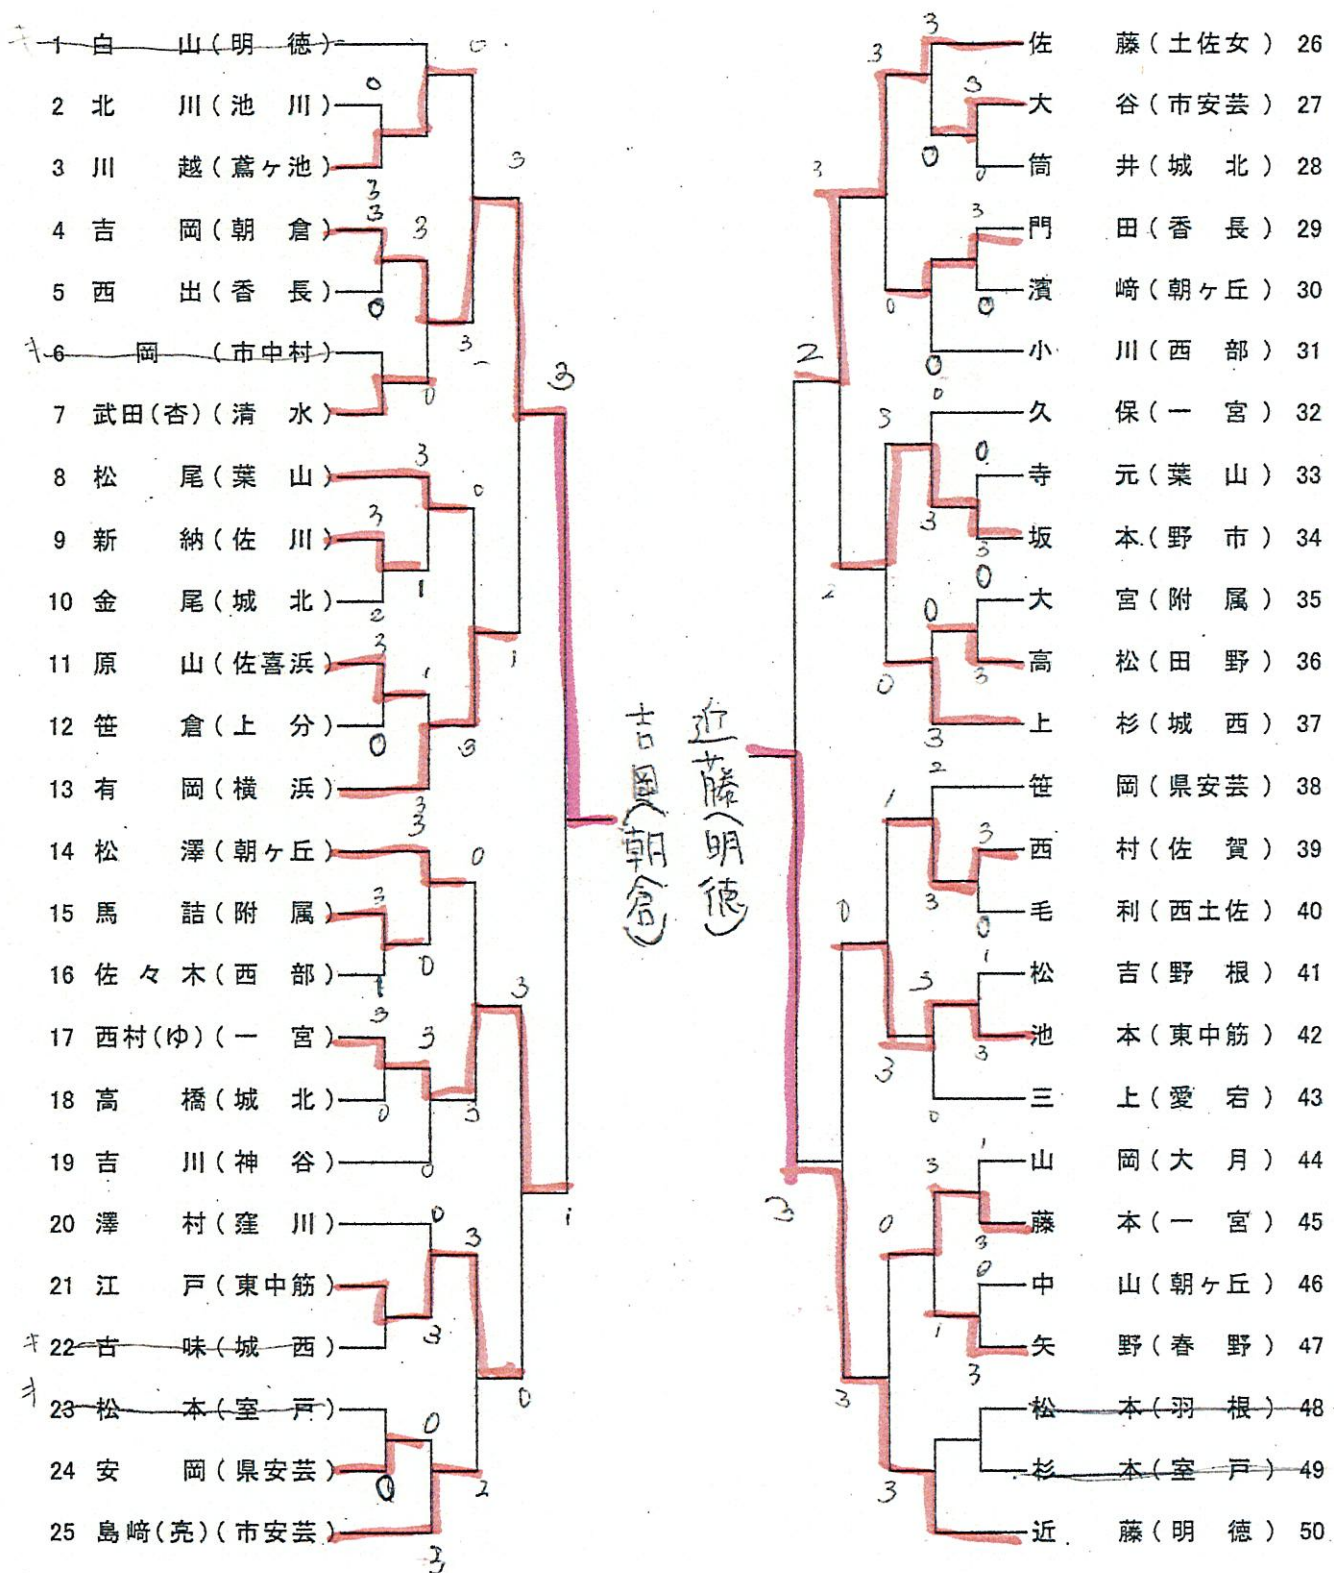 1 白山(明徳)
2 北川(池川)
3 川越(鳶ヶ池)
4 吉岡(朝倉)
5 西出(香長)
6 岡(市中村)
7 武田(杏)(清水)
8 松尾(葉山)
9 新納(佐川)
10 金尾(城北)
11 原山(佐喜浜)
12 笹倉(上分)
13 有岡(横浜)
14 松澤(朝ヶ丘)
15 馬詰(附属)
16 佐々木(西部)
17 西村(ゆ)(一宮)
18 高橋(城北)
19 吉川(神谷)
20 澤村(窪川)
21 江戸(東中筋)
22 古味(城西)
23 松本(室戸)
24 安岡(県安芸)
25 島﨑(亮)(市安芸)
吉岡(朝倉)
近藤(明徳)
佐藤(土佐女) 26
大谷(市安芸) 27
筒井(城北) 28
門田(香長) 29
濱﨑(朝ヶ丘) 30
小川(西部) 31
久保(一宮) 32
寺元(葉山) 33
坂本(野市) 34
大宮(附属) 35
高松(田野) 36
上杉(城西) 37
笹岡(県安芸) 38
西村(佐賀) 39
毛利(西土佐) 40
松吉(野根) 41
池本(東中筋) 42
三上(愛宕) 43
山岡(大月) 44
藤本(一宮) 45
中山(朝ヶ丘) 46
矢野(春野) 47
松本(羽根) 48
杉本(室戸) 49
近藤(明徳) 50